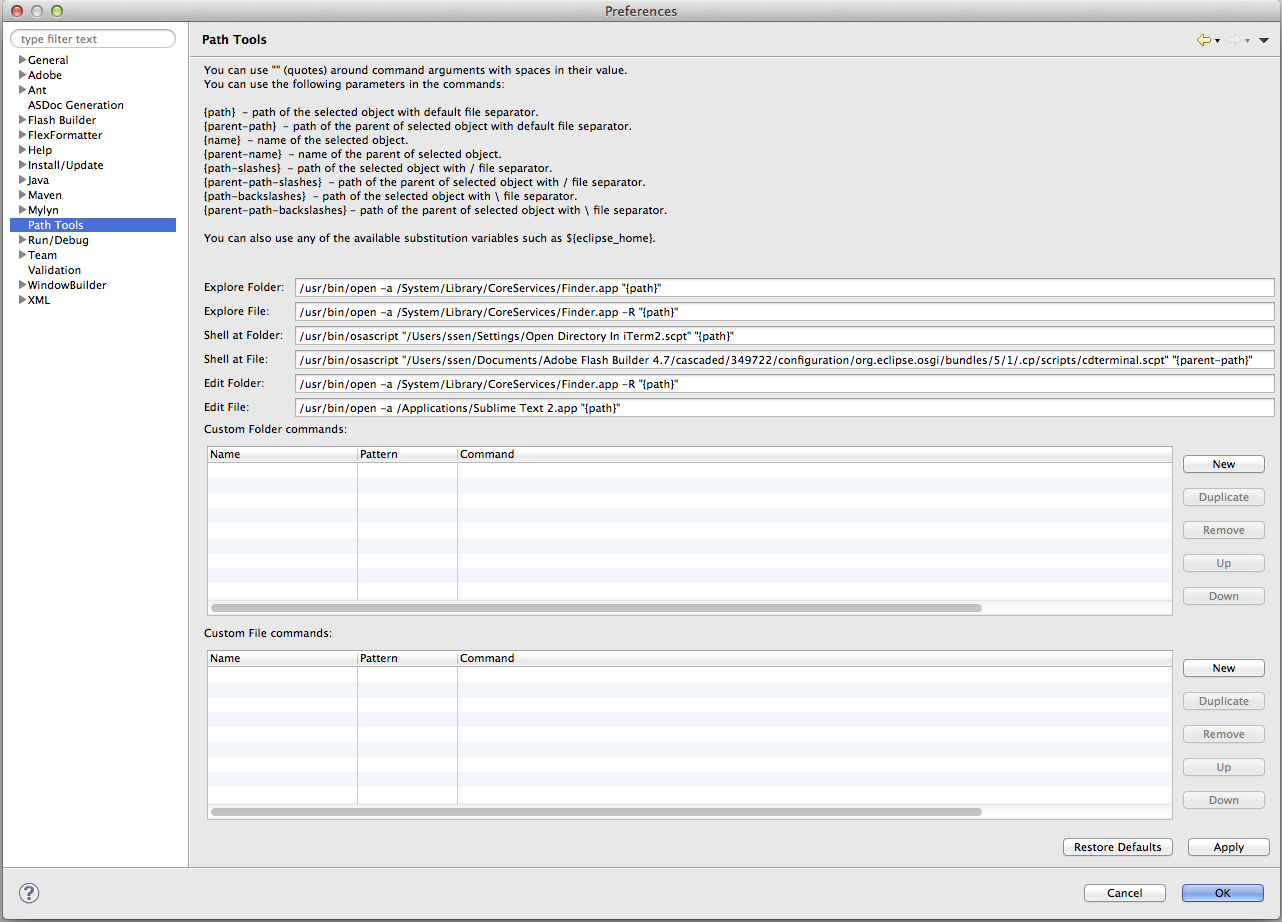 Preferences
type filter text
General
Adobe
Ant
ASDoc Generation
Flash Builder
FlexFormatter
Help
Install/Update
Java
Maven
Mylyn
Path Tools
Run/Debug
Team
Validation
WindowBuilder
XML
Path Tools
You can use "" (quotes) around command arguments with spaces in their value.
You can use the following parameters in the commands:
{path} - path of the selected object with default file separator.
{parent-path} - path of the parent of selected object with default file separator.
{name} - name of the selected object.
{parent-name} - name of the parent of selected object.
{path-slashes} - path of the selected object with / file separator.
{parent-path-slashes} - path of the parent of selected object with / file separator.
{path-backslashes} - path of the selected object with \ file separator.
{parent-path-backslashes} - path of the parent of selected object with \ file separator.
You can also use any of the available substitution variables such as ${eclipse_home}.
Explore Folder: /usr/bin/open -a /System/Library/CoreServices/Finder.app "{path}"
Explore File: /usr/bin/open -a /System/Library/CoreServices/Finder.app -R "{path}"
Shell at Folder: /usr/bin/osascript "/Users/ssen/Settings/Open Directory In iTerm2.scpt" "{path}"
Shell at File: /usr/bin/osascript "/Users/ssen/Documents/Adobe Flash Builder 4.7/cascaded/349722/configuration/org.eclipse.osgi/bundles/5/1/.cp/scripts/cdterminal.scpt" "{parent-path}"
Edit Folder: /usr/bin/open -a /System/Library/CoreServices/Finder.app -R "{path}"
Edit File: /usr/bin/open -a /Applications/Sublime Text 2.app "{path}"
Custom Folder commands:
Name Pattern Command
New
Duplicate
Remove
Up
Down
Custom File commands:
Name Pattern Command
New
Duplicate
Remove
Up
Down
Restore Defaults Apply
? Cancel OK